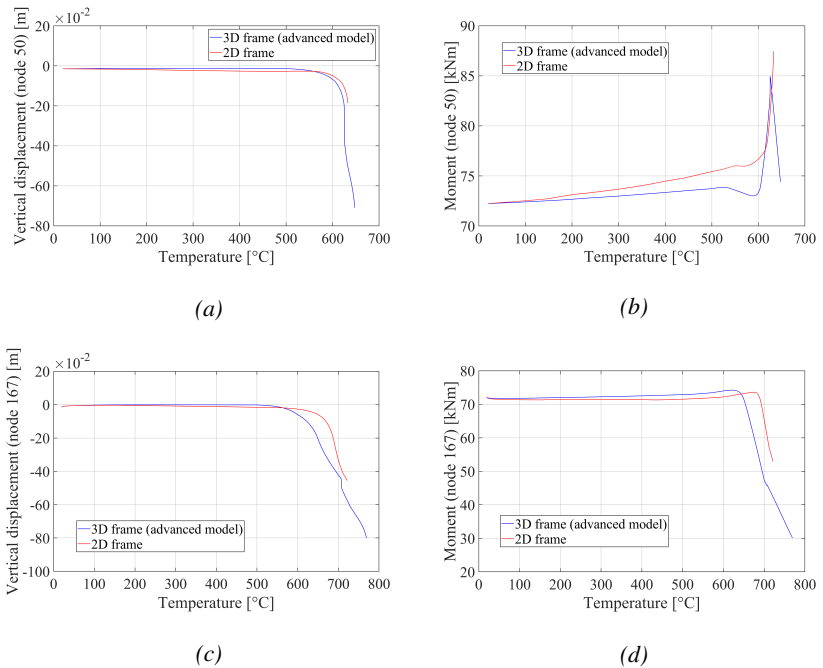 ×10⁻²
Vertical displacement (node 50) [m]
20
0
-20
-40
-60
-80
3D frame (advanced model)
2D frame
0 100 200 300 400 500 600 700
Temperature [°C]
(a)
Moment (node 50) [kNm]
90
85
80
75
70
3D frame (advanced model)
2D frame
0 100 200 300 400 500 600 700
Temperature [°C]
(b)
×10⁻²
Vertical displacement (node 167) [m]
20
0
-20
-40
-60
-80
-100
3D frame (advanced model)
2D frame
0 100 200 300 400 500 600 700 800
Temperature [°C]
(c)
Moment (node 167) [kNm]
80
70
60
50
40
30
20
3D frame (advanced model)
2D frame
0 100 200 300 400 500 600 700 800
Temperature [°C]
(d)